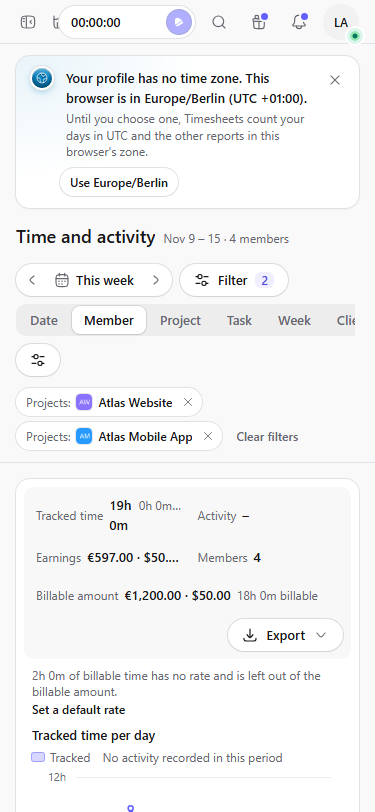 00:00:00
LA
Your profile has no time zone. This
browser is in Europe/Berlin (UTC +01:00).
Until you choose one, Timesheets count your
days in UTC and the other reports in this
browser's zone.
Use Europe/Berlin
Time and activity Nov 9 – 15 · 4 members
This week
Filter 2
Date Member Project Task Week Clie
Projects: AW Atlas Website
Projects: AM Atlas Mobile App Clear filters
Tracked time 19h 0m 0h 0m... Activity –
Earnings €597.00 · $50.... Members 4
Billable amount €1,200.00 · $50.00 18h 0m billable
Export
2h 0m of billable time has no rate and is left out of the
billable amount.
Set a default rate
Tracked time per day
Tracked No activity recorded in this period
12h